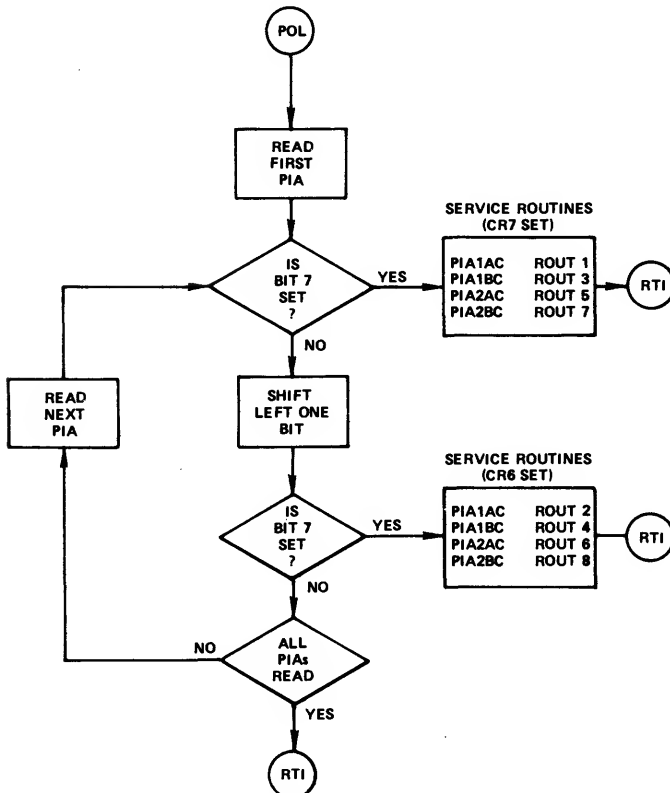 POL
READ
FIRST
PIA
SERVICE ROUTINES
(CR7 SET)
IS
BIT 7
SET
?
YES
PIA1AC ROUT 1
PIA1BC ROUT 3
PIA2AC ROUT 5
PIA2BC ROUT 7
RTI
NO
READ
NEXT
PIA
SHIFT
LEFT ONE
BIT
SERVICE ROUTINES
(CR6 SET)
IS
BIT 7
SET
?
YES
PIA1AC ROUT 2
PIA1BC ROUT 4
PIA2AC ROUT 6
PIA2BC ROUT 8
RTI
NO
NO
ALL
PIAs
READ
YES
RTI